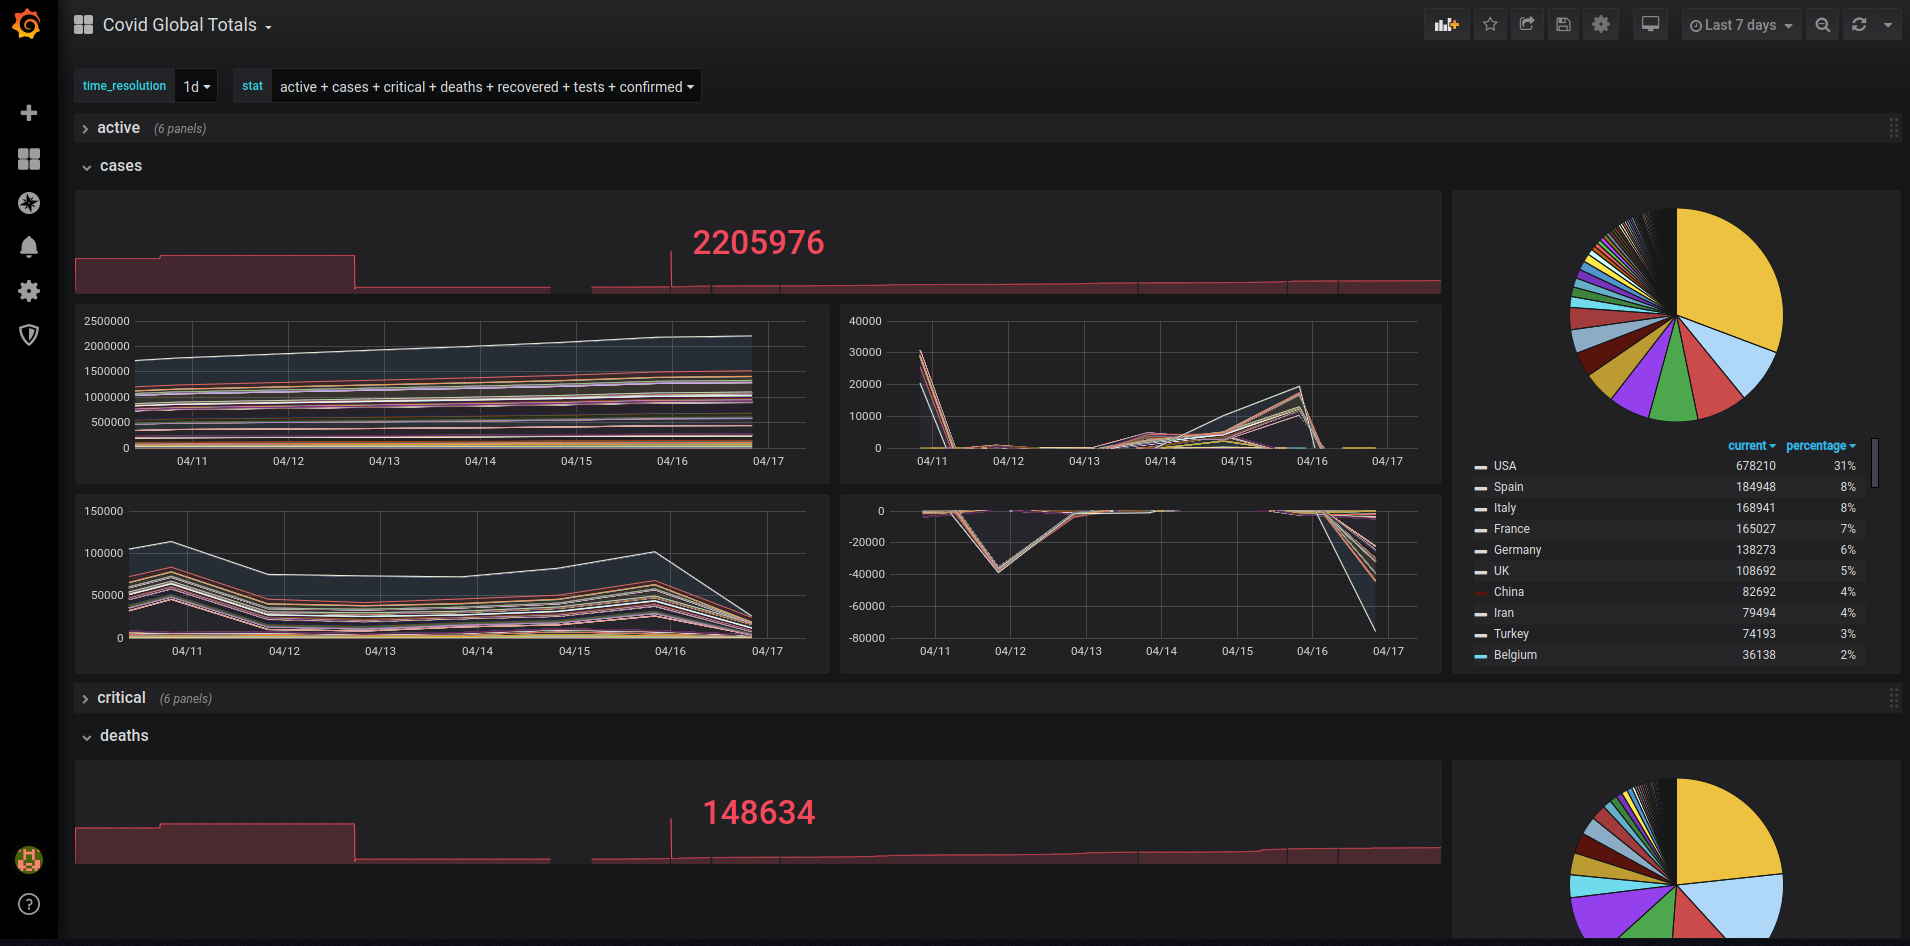 Covid Global Totals
Last 7 days
time_resolution 1d stat active + cases + critical + deaths + recovered + tests + confirmed
active (6 panels)
cases
2205976
2500000
2000000
1500000
1000000
500000
0
04/11 04/12 04/13 04/14 04/15 04/16 04/17
40000
30000
20000
10000
0
04/11 04/12 04/13 04/14 04/15 04/16 04/17
150000
100000
50000
0
04/11 04/12 04/13 04/14 04/15 04/16 04/17
0
-20000
-40000
-60000
-80000
04/11 04/12 04/13 04/14 04/15 04/16 04/17
current percentage
USA 678210 31%
Spain 184948 8%
Italy 168941 8%
France 165027 7%
Germany 138273 6%
UK 108692 5%
China 82692 4%
Iran 79494 4%
Turkey 74193 3%
Belgium 36138 2%
critical (6 panels)
deaths
148634